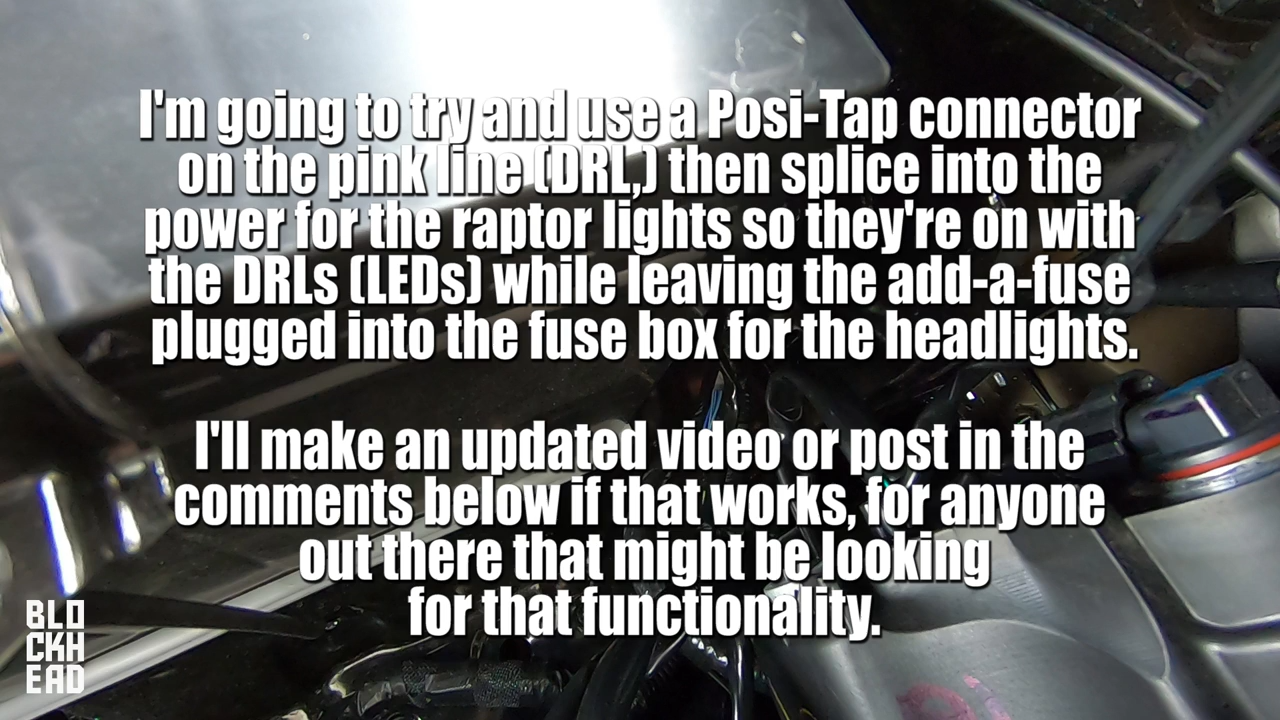 I'm going to try and use a Posi-Tap connector
on the pink line (DRL,) then splice into the
power for the raptor lights so they're on with
the DRLs (LEDs) while leaving the add-a-fuse
plugged into the fuse box for the headlights.
I'll make an updated video or post in the
comments below if that works, for anyone
out there that might be looking
for that functionality.
BLO
CKH
EAD